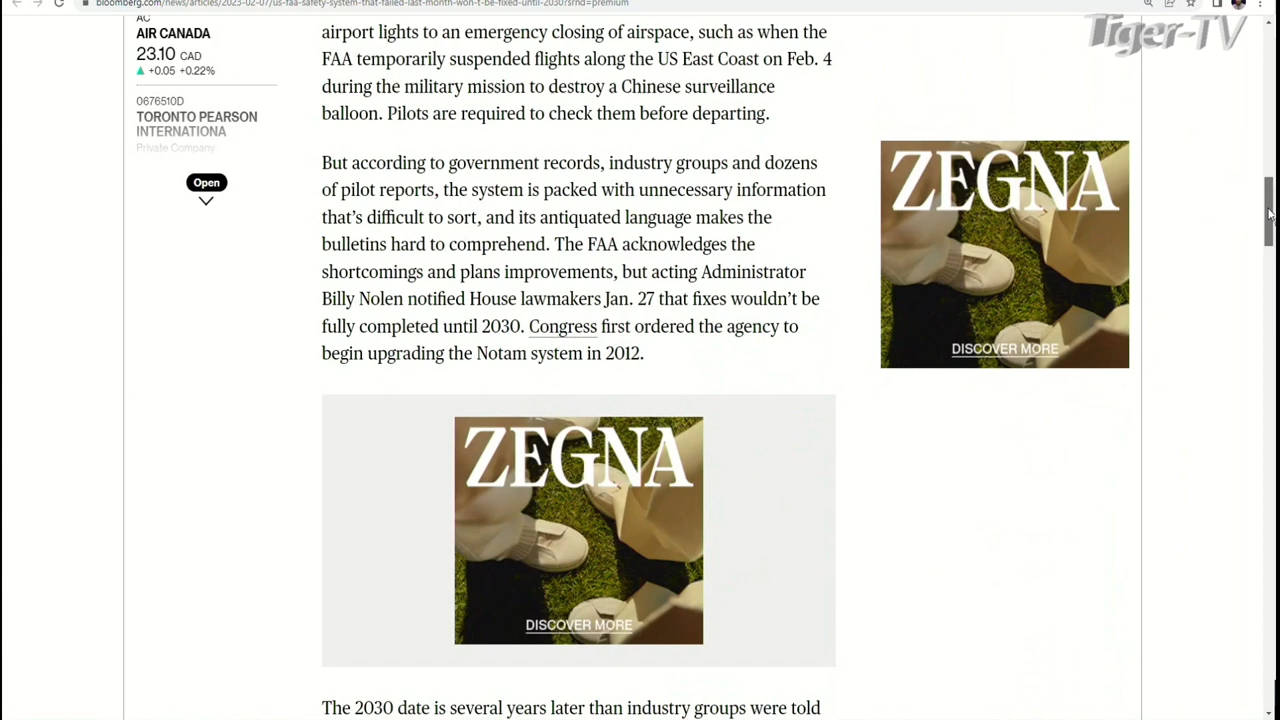 bloomberg.com/news/articles/2023-02-07/us-faa-safety-system-that-failed-last-month-won-t-be-fixed-until-2030?srnd=premium
Tiger-TV
AC
AIR CANADA
23.10 CAD
+0.05 +0.22%
0676510D
TORONTO PEARSON
INTERNATIONA
Private Company
Open
airport lights to an emergency closing of airspace, such as when the
FAA temporarily suspended flights along the US East Coast on Feb. 4
during the military mission to destroy a Chinese surveillance
balloon. Pilots are required to check them before departing.
But according to government records, industry groups and dozens
of pilot reports, the system is packed with unnecessary information
that’s difficult to sort, and its antiquated language makes the
bulletins hard to comprehend. The FAA acknowledges the
shortcomings and plans improvements, but acting Administrator
Billy Nolen notified House lawmakers Jan. 27 that fixes wouldn’t be
fully completed until 2030. Congress first ordered the agency to
begin upgrading the Notam system in 2012.
ZEGNA
DISCOVER MORE
ZEGNA
DISCOVER MORE
The 2030 date is several years later than industry groups were told